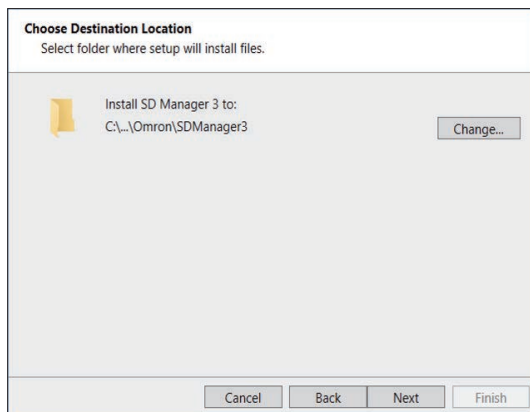 Choose Destination Location
Select folder where setup will install files.
Install SD Manager 3 to:
C:\...\Omron\SDManager3
Change...
Cancel
Back
Next
Finish